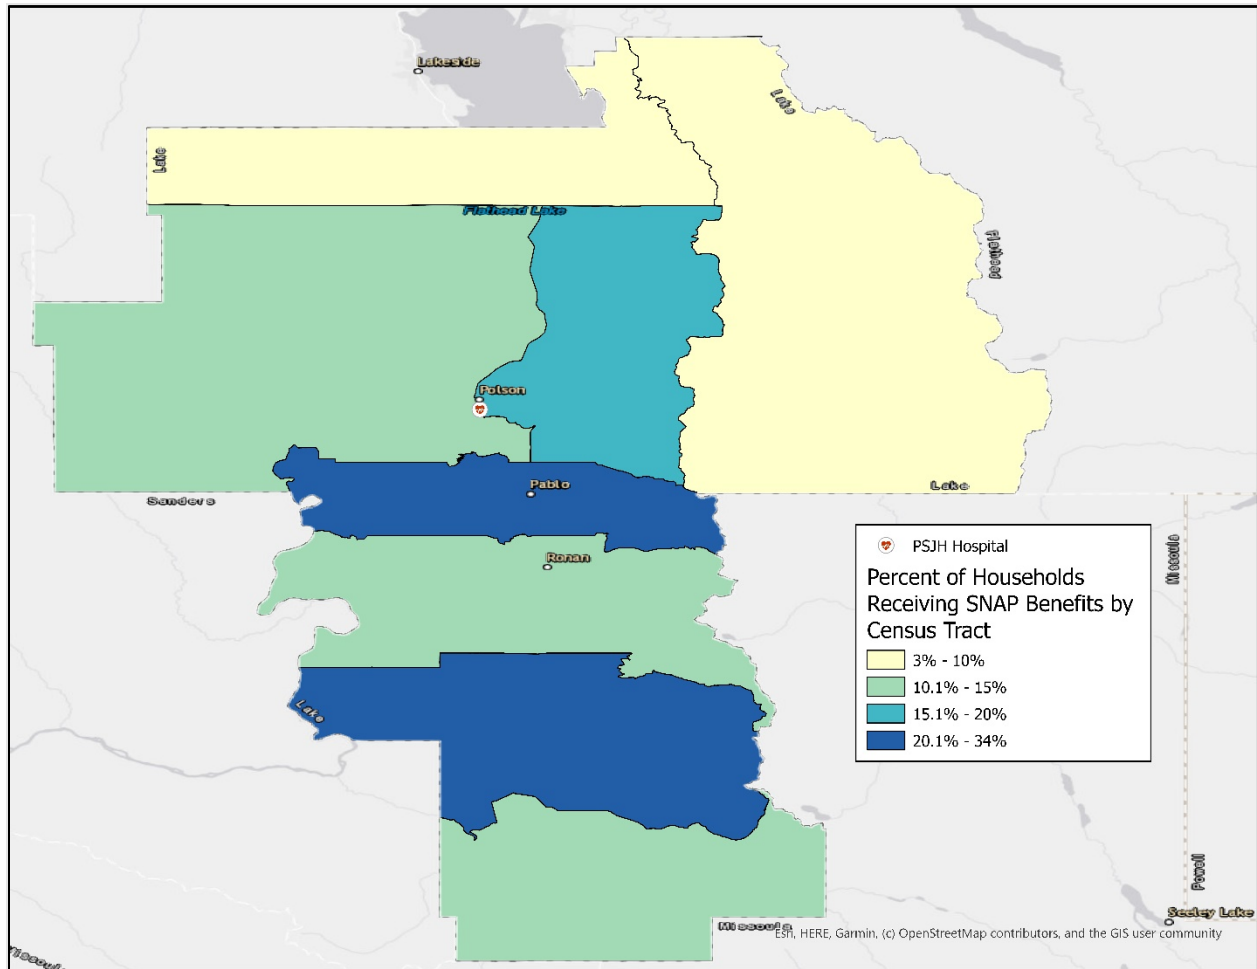 Lakeside
Lake
Lake
Flathead Lake
Flathead
Polson
Lake
Sanders
Pablo
PSJH Hospital
Percent of Households
Receiving SNAP Benefits by
Census Tract
3% - 10%
10.1% - 15%
15.1% - 20%
20.1% - 34%
Missoula
Ronan
Lake
Powell
Seeley Lake
Missoula
Esri, HERE, Garmin, (c) OpenStreetMap contributors, and the GIS user community
Missoula